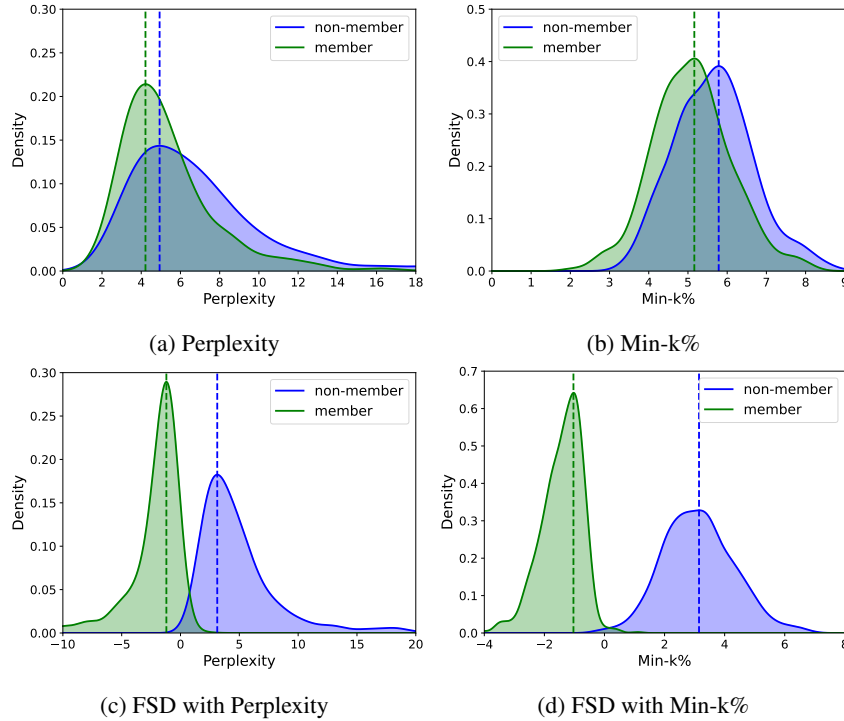 0.30
0.25
0.20
0.15
0.10
0.05
0.00
Density
0 2 4 6 8 10 12 14 16 18
Perplexity
non-member
member
(a) Perplexity
0.5
0.4
0.3
0.2
0.1
0.0
Density
0 1 2 3 4 5 6 7 8 9
Min-k%
non-member
member
(b) Min-k%
0.30
0.25
0.20
0.15
0.10
0.05
0.00
Density
−10 −5 0 5 10 15 20
Perplexity
non-member
member
(c) FSD with Perplexity
0.7
0.6
0.5
0.4
0.3
0.2
0.1
0.0
Density
−4 −2 0 2 4 6 8
Min-k%
non-member
member
(d) FSD with Min-k%